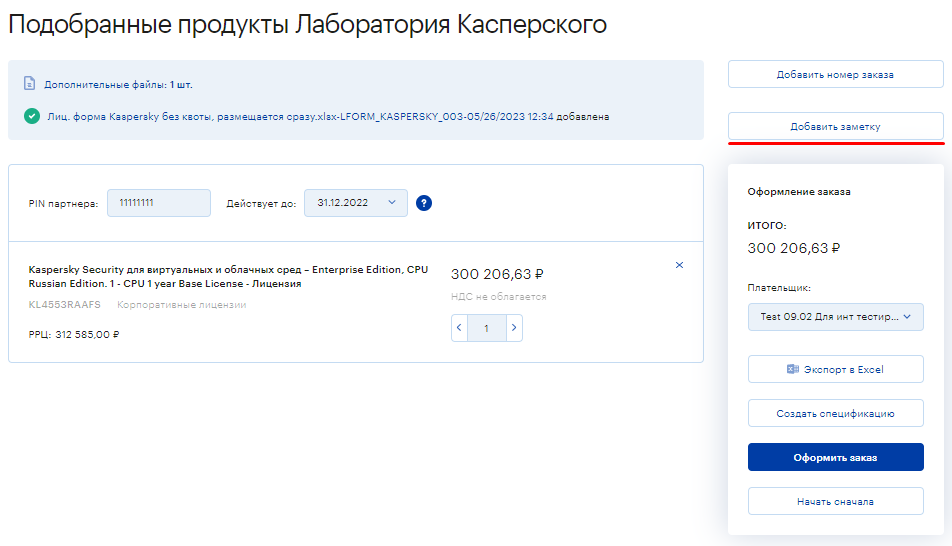 Подобранные продукты Лаборатория Касперского
Дополнительные файлы: 1 шт.
Лиц. форма Kaspersky без квоты, размещается сразу.xlsx-LFORM_KASPERSKY_003-05/26/2023 12:34 добавлена
Добавить номер заказа
Добавить заметку
PIN партнера: 11111111 Действует до: 31.12.2022 ?
Kaspersky Security для виртуальных и облачных сред – Enterprise Edition, CPU
Russian Edition. 1 - CPU 1 year Base License - Лицензия
KL4553RAAFS Корпоративные лицензии
РРЦ: 312 585,00 ₽
300 206,63 ₽
НДС не облагается
1
Оформление заказа
ИТОГО:
300 206,63 ₽
Плательщик:
Test 09.02 Для инт тестир...
Экспорт в Excel
Создать спецификацию
Оформить заказ
Начать сначала